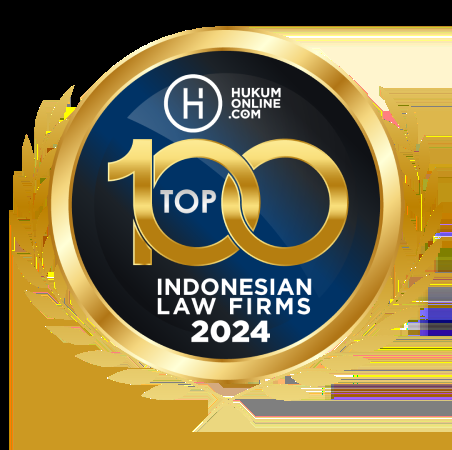 H
HUKUM
ONLINE
.COM
TOP
100
INDONESIAN
LAW FIRMS
2024